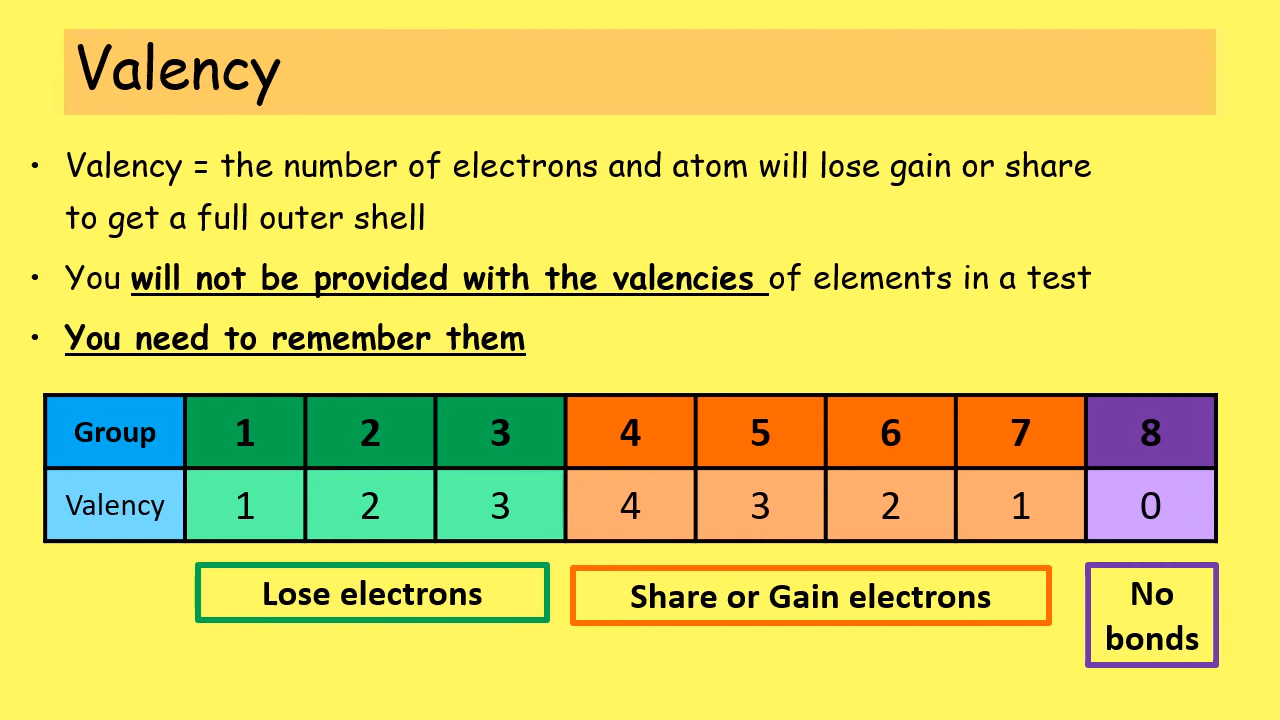 Valency
• Valency = the number of electrons and atom will lose gain or share
to get a full outer shell
• You will not be provided with the valencies of elements in a test
• You need to remember them
Group 1 2 3 4 5 6 7 8
Valency 1 2 3 4 3 2 1 0
Lose electrons
Share or Gain electrons
No
bonds